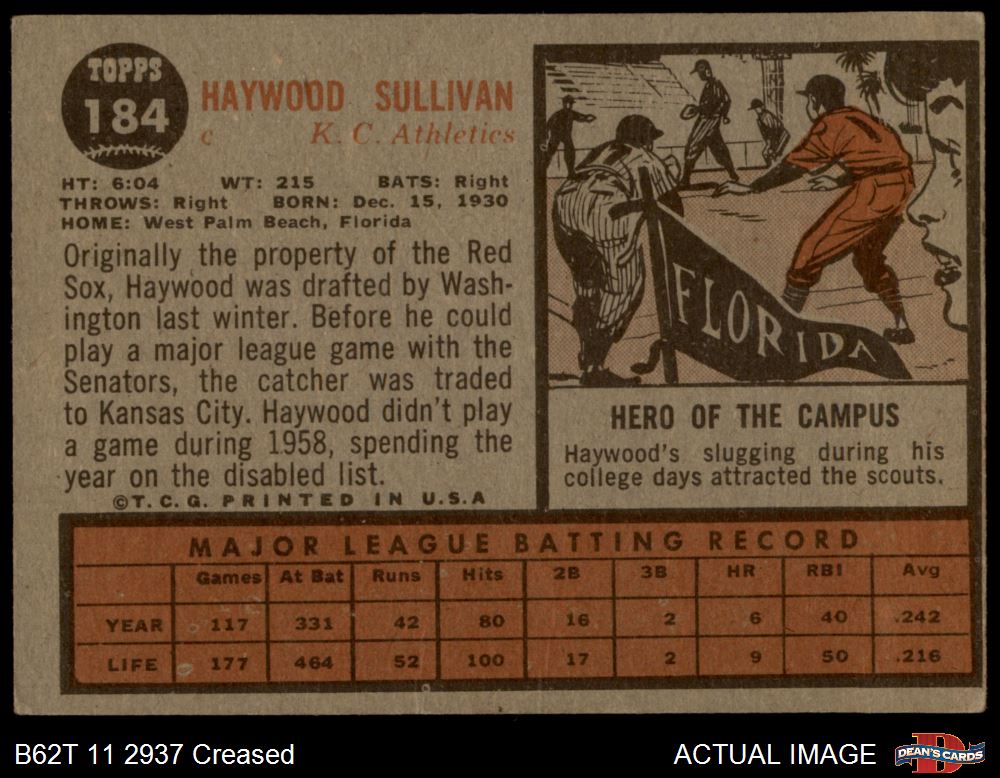 TOPPS
184
HAYWOOD SULLIVAN
c K. C. Athletics
HT: 6:04 WT: 215 BATS: Right
THROWS: Right BORN: Dec. 15, 1930
HOME: West Palm Beach, Florida
Originally the property of the Red
Sox, Haywood was drafted by Wash-
ington last winter. Before he could
play a major league game with the
Senators, the catcher was traded
to Kansas City. Haywood didn't play
a game during 1958, spending the
year on the disabled list.
©T.C.G. PRINTED IN U.S.A
FLORIDA
HERO OF THE CAMPUS
Haywood's slugging during his
college days attracted the scouts.
MAJOR LEAGUE BATTING RECORD
Games At Bat Runs Hits 2B 3B HR RBI Avg
YEAR 117 331 42 80 16 2 6 40 .242
LIFE 177 464 52 100 17 2 9 50 .216
B62T 11 2937 Creased
ACTUAL IMAGE
DEAN'S CARDS